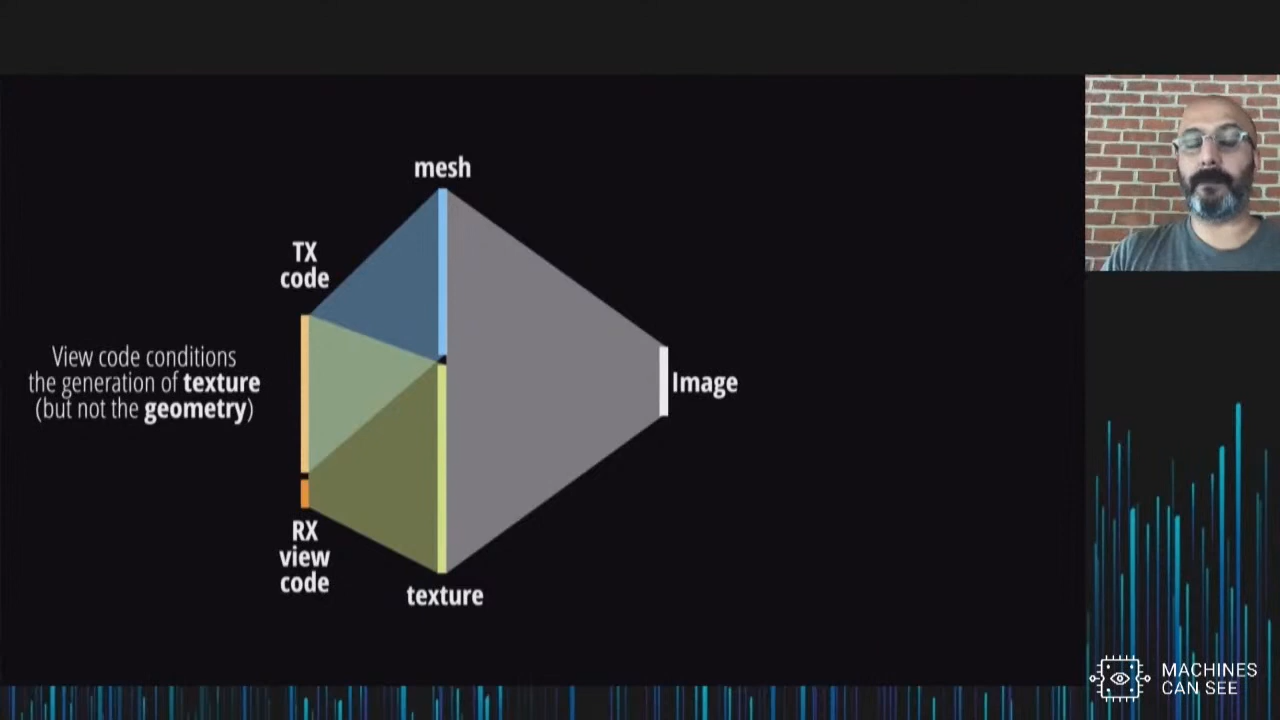 mesh
TX
code
View code conditions
the generation of texture
(but not the geometry)
Image
RX
view
code
texture
MACHINES
CAN SEE